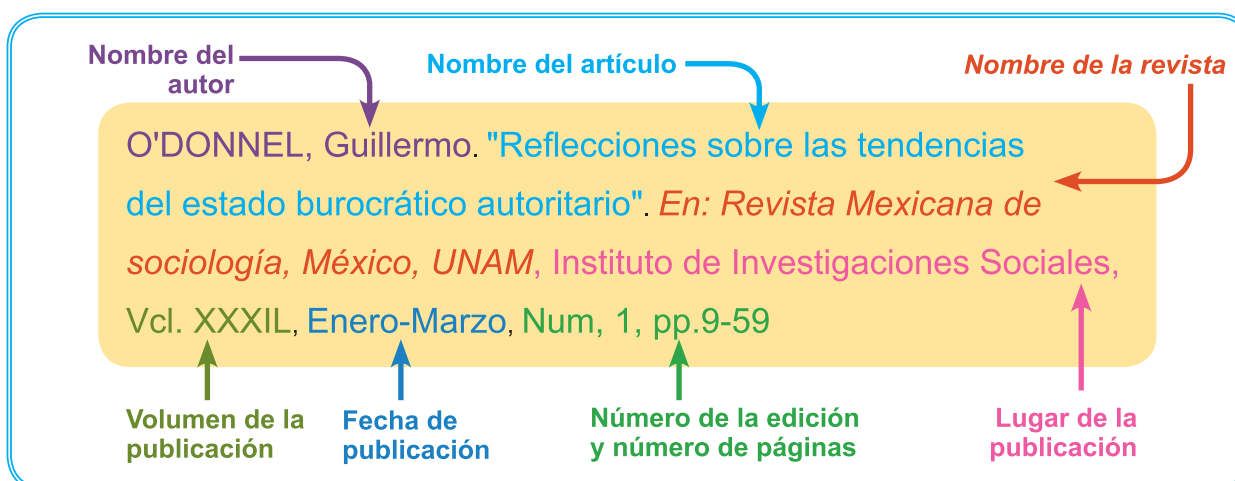 Nombre del
autor
Nombre del artículo
Nombre de la revista
O'DONNEL, Guillermo. "Reflecciones sobre las tendencias
del estado burocrático autoritario". En: Revista Mexicana de
sociología, México, UNAM, Instituto de Investigaciones Sociales,
Vcl. XXXIL, Enero-Marzo, Num, 1, pp.9-59
Volumen de la
publicación
Fecha de
publicación
Número de la edición
y número de páginas
Lugar de la
publicación